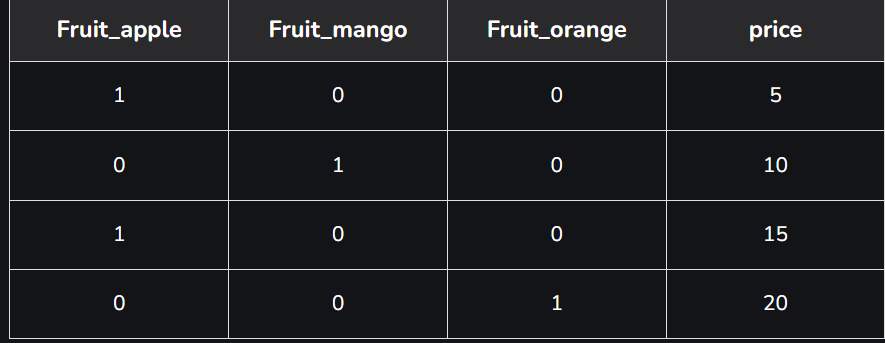 Fruit_apple Fruit_mango Fruit_orange price
1 0 0 5
0 1 0 10
1 0 0 15
0 0 1 20